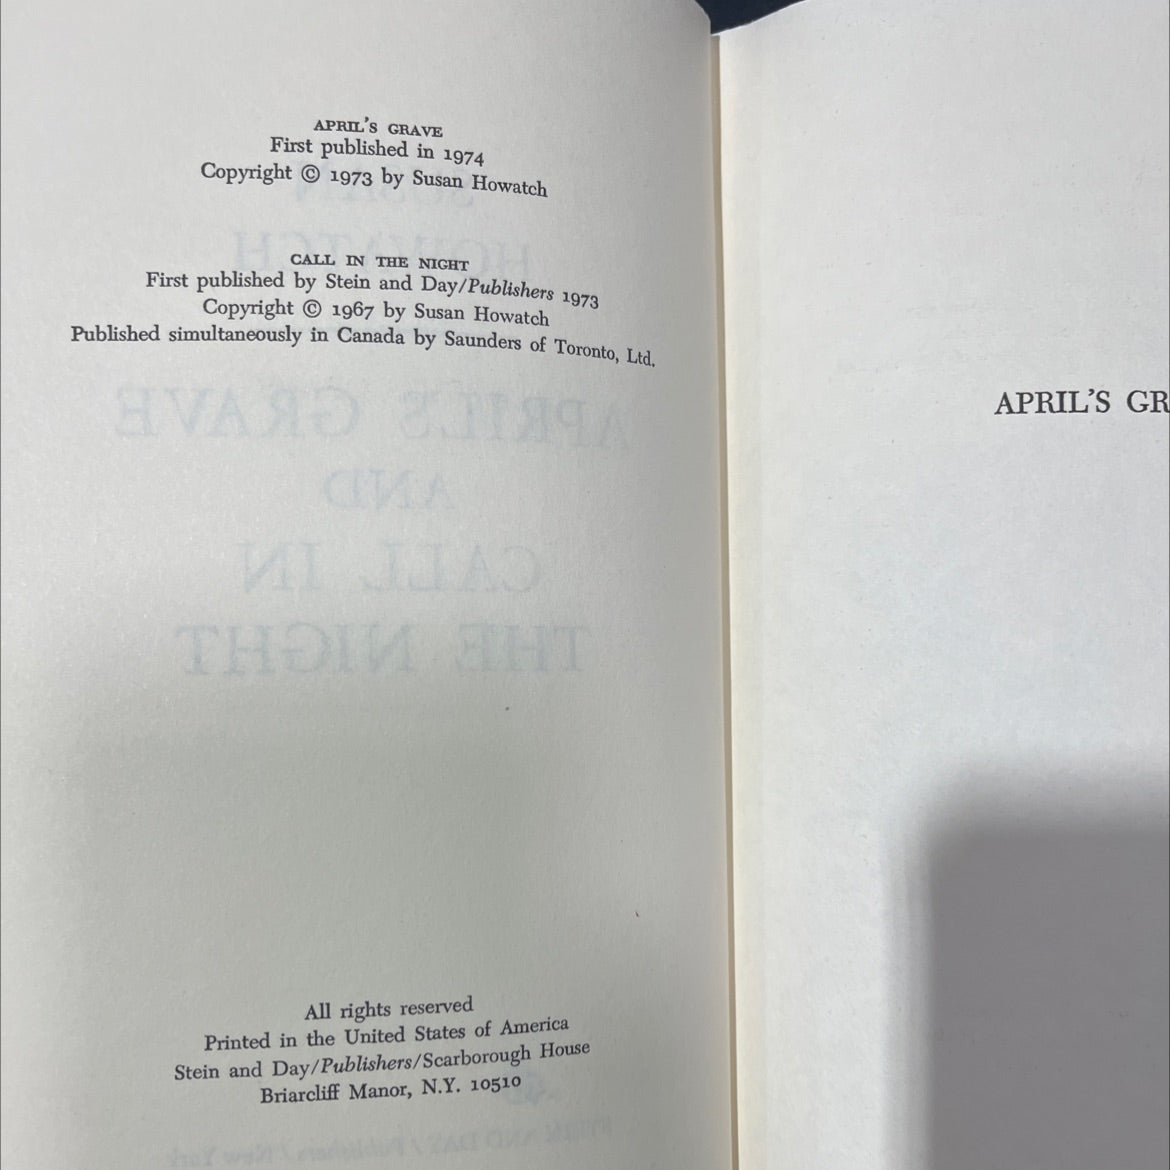 APRIL'S GRAVE
First published in 1974
Copyright © 1973 by Susan Howatch
CALL IN THE NIGHT
First published by Stein and Day/Publishers 1973
Copyright © 1967 by Susan Howatch
Published simultaneously in Canada by Saunders of Toronto, Ltd.
All rights reserved
Printed in the United States of America
Stein and Day/Publishers/Scarborough House
Briarcliff Manor, N.Y. 10510
APRIL'S GR